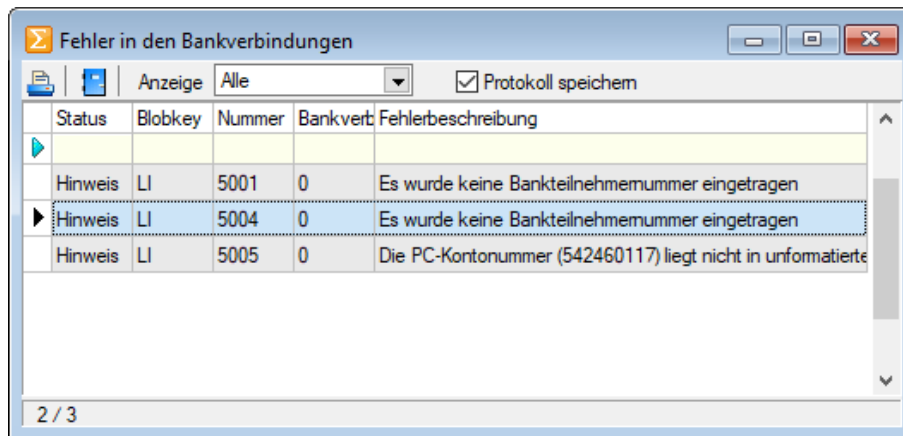 Σ Fehler in den Bankverbindungen
Anzeige Alle Protokoll speichern
Status Blobkey Nummer Bankverb Fehlerbeschreibung
Hinweis LI 5001 0 Es wurde keine Bankteilnehmernummer eingetragen
Hinweis LI 5004 0 Es wurde keine Bankteilnehmernummer eingetragen
Hinweis LI 5005 0 Die PC-Kontonummer (542460117) liegt nicht in unformatierte
2 / 3